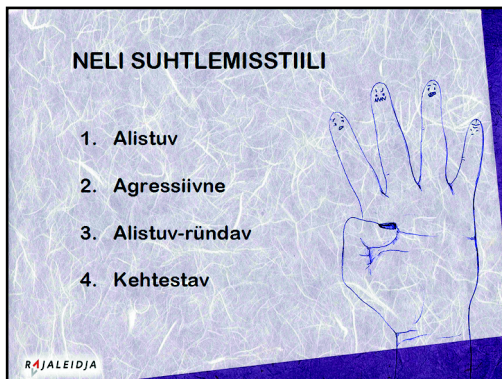 NELI SUHTLEMISSTIILI
1. Alistuv
2. Agressiivne
3. Alistuv-ründav
4. Kehtestav
RAJALEIDJA